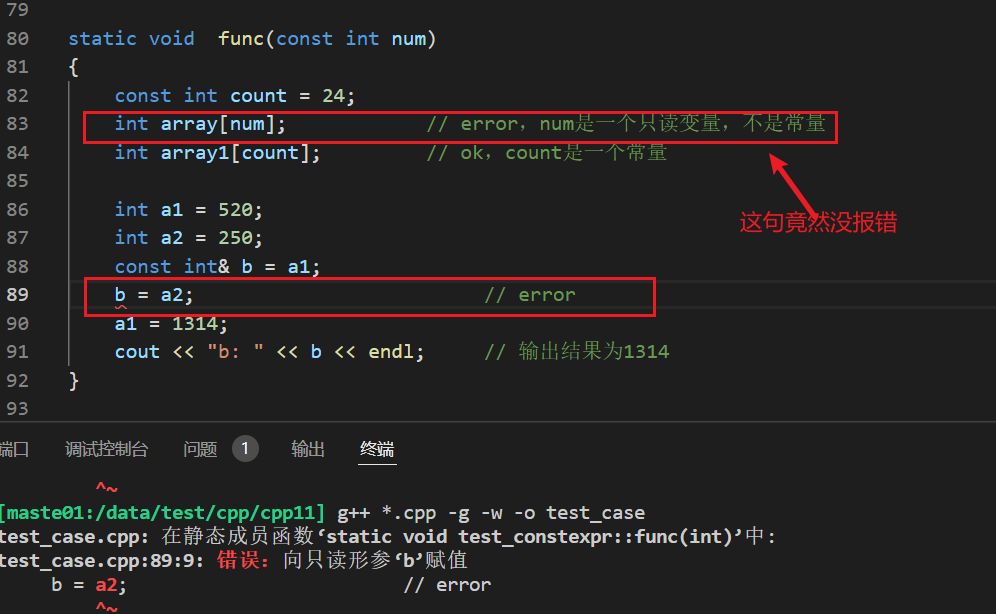 79
80 static void func(const int num)
81 {
82 const int count = 24;
83 int array[num]; // error，num是一个只读变量，不是常量
84 int array1[count]; // ok，count是一个常量
85
86 int a1 = 520;
87 int a2 = 250;
这句竟然没报错
88 const int& b = a1;
89 b = a2; // error
90 a1 = 1314;
91 cout << "b: " << b << endl; // 输出结果为1314
92 }
93
端口 调试控制台 问题 1 输出 终端
^~
[maste01:/data/test/cpp/cpp11] g++ *.cpp -g -w -o test_case
test_case.cpp: 在静态成员函数‘static void test_constexpr::func(int)’中:
test_case.cpp:89:9: 错误：向只读形参‘b’赋值
b = a2; // error
^~